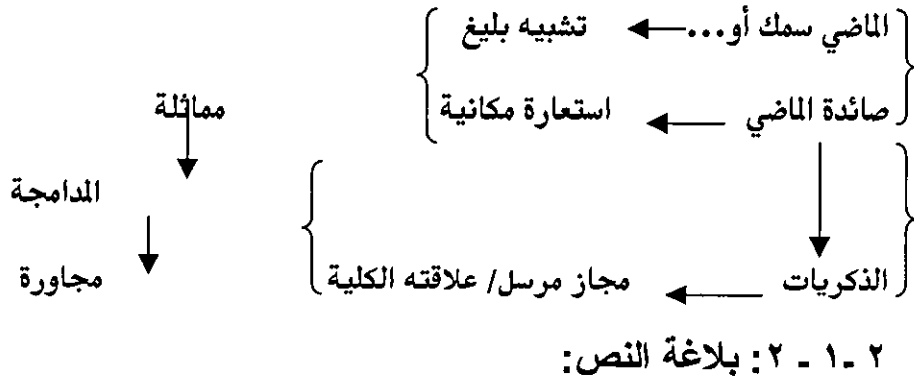 الماضي سمك أو... تشبيه بليغ
صائدة الماضي استعارة مكانية مماثلة
المدامجة
الذكريات مجاز مرسل/ علاقته الكلية مجاورة
٢ ـ ١ ـ ٢: بلاغة النص: